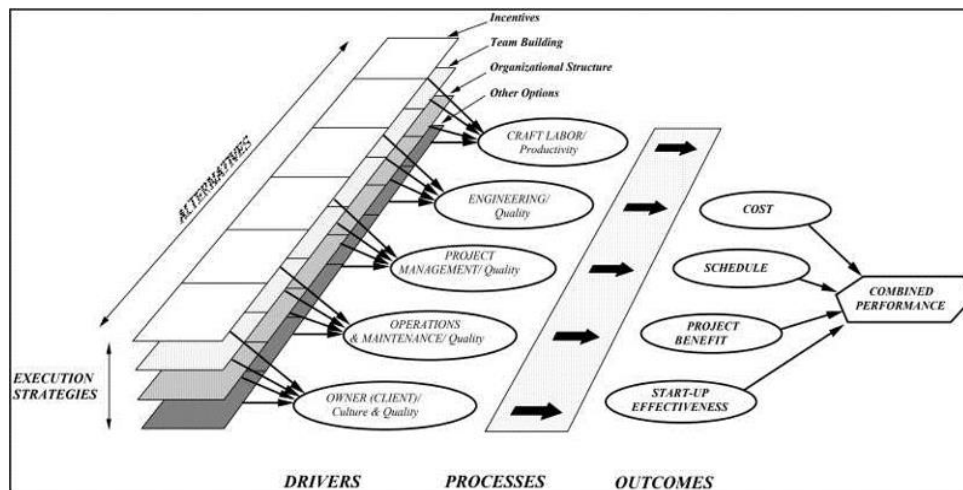 Incentives
Team Building
Organizational Structure
Other Options
ALTERNATIVES
CRAFT LABOR/
Productivity
ENGINEERING/
Quality
PROJECT
MANAGEMENT/ Quality
OPERATIONS
& MAINTENANCE/ Quality
OWNER (CLIENT)/
Culture & Quality
COST
SCHEDULE
PROJECT
BENEFIT
START-UP
EFFECTIVENESS
COMBINED
PERFORMANCE
EXECUTION
STRATEGIES
DRIVERS
PROCESSES
OUTCOMES